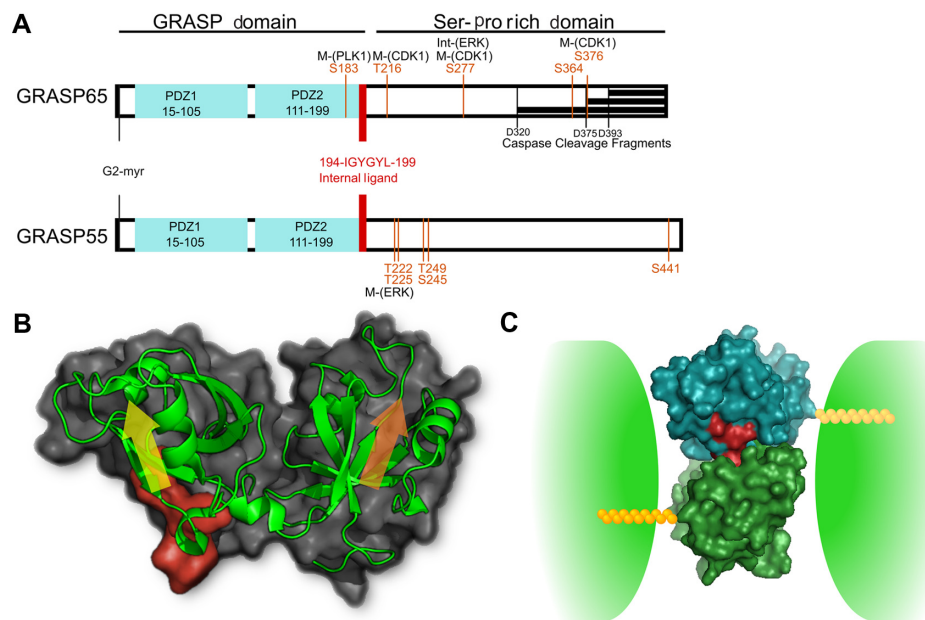 A
GRASP domain
Ser-pro rich domain
Int-(ERK)
M-(PLK1) M-(CDK1) M-(CDK1) M-(CDK1)
S183 T216 S277 S364 S376
GRASP65
PDZ1
15-105
PDZ2
111-199
D320 D375 D393
Caspase Cleavage Fragments
G2-myr
194-IGYGYL-199
Internal ligand
GRASP55
PDZ1
15-105
PDZ2
111-199
T222 T249 S441
T225 S245
M-(ERK)
B
C